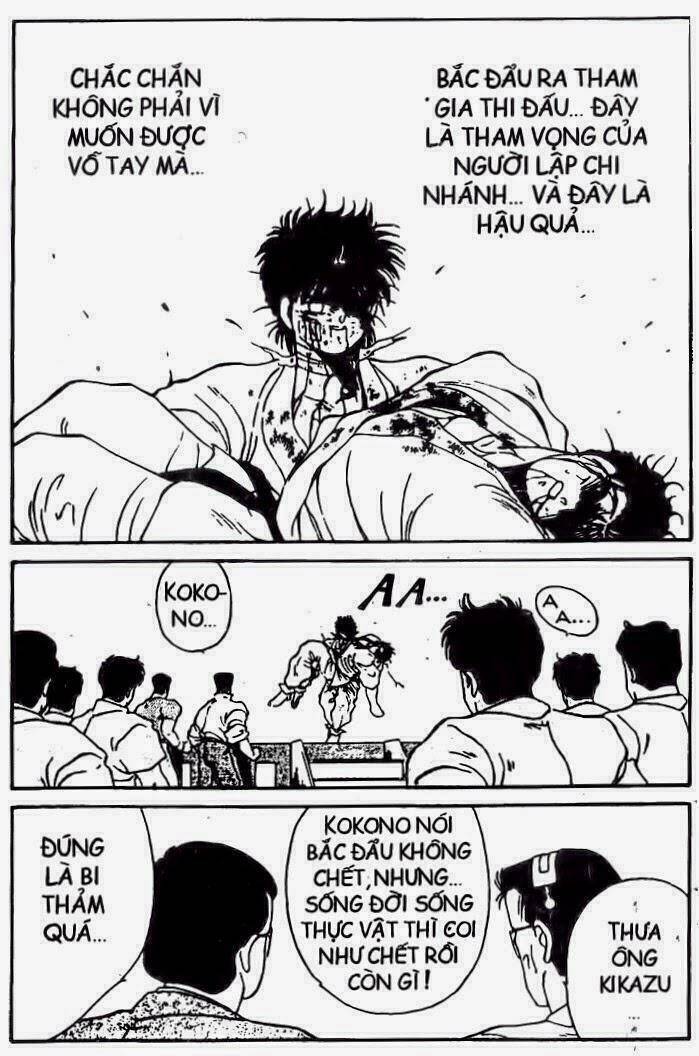 BẮC ĐẨU RA THAM
GIA THI ĐẤU... ĐÂY
LÀ THAM VỌNG CỦA
NGƯỜI LẬP CHI
NHÁNH... VÀ ĐÂY LÀ
HẬU QUẢ...
CHẮC CHẮN
KHÔNG PHẢI VÌ
MUỐN ĐƯỢC
VỖ TAY MÀ...
A
A...
AA...
KOKO-
NO...
THƯA
ÔNG
KIKAZU
...
KOKONO NÓI
BẮC ĐẨU KHÔNG
CHẾT, NHƯNG...
SỐNG ĐỜI SỐNG
THỰC VẬT THÌ COI
NHƯ CHẾT RỒI
CÒN GÌ!
ĐÚNG
LÀ BI
THẢM
QUÁ...